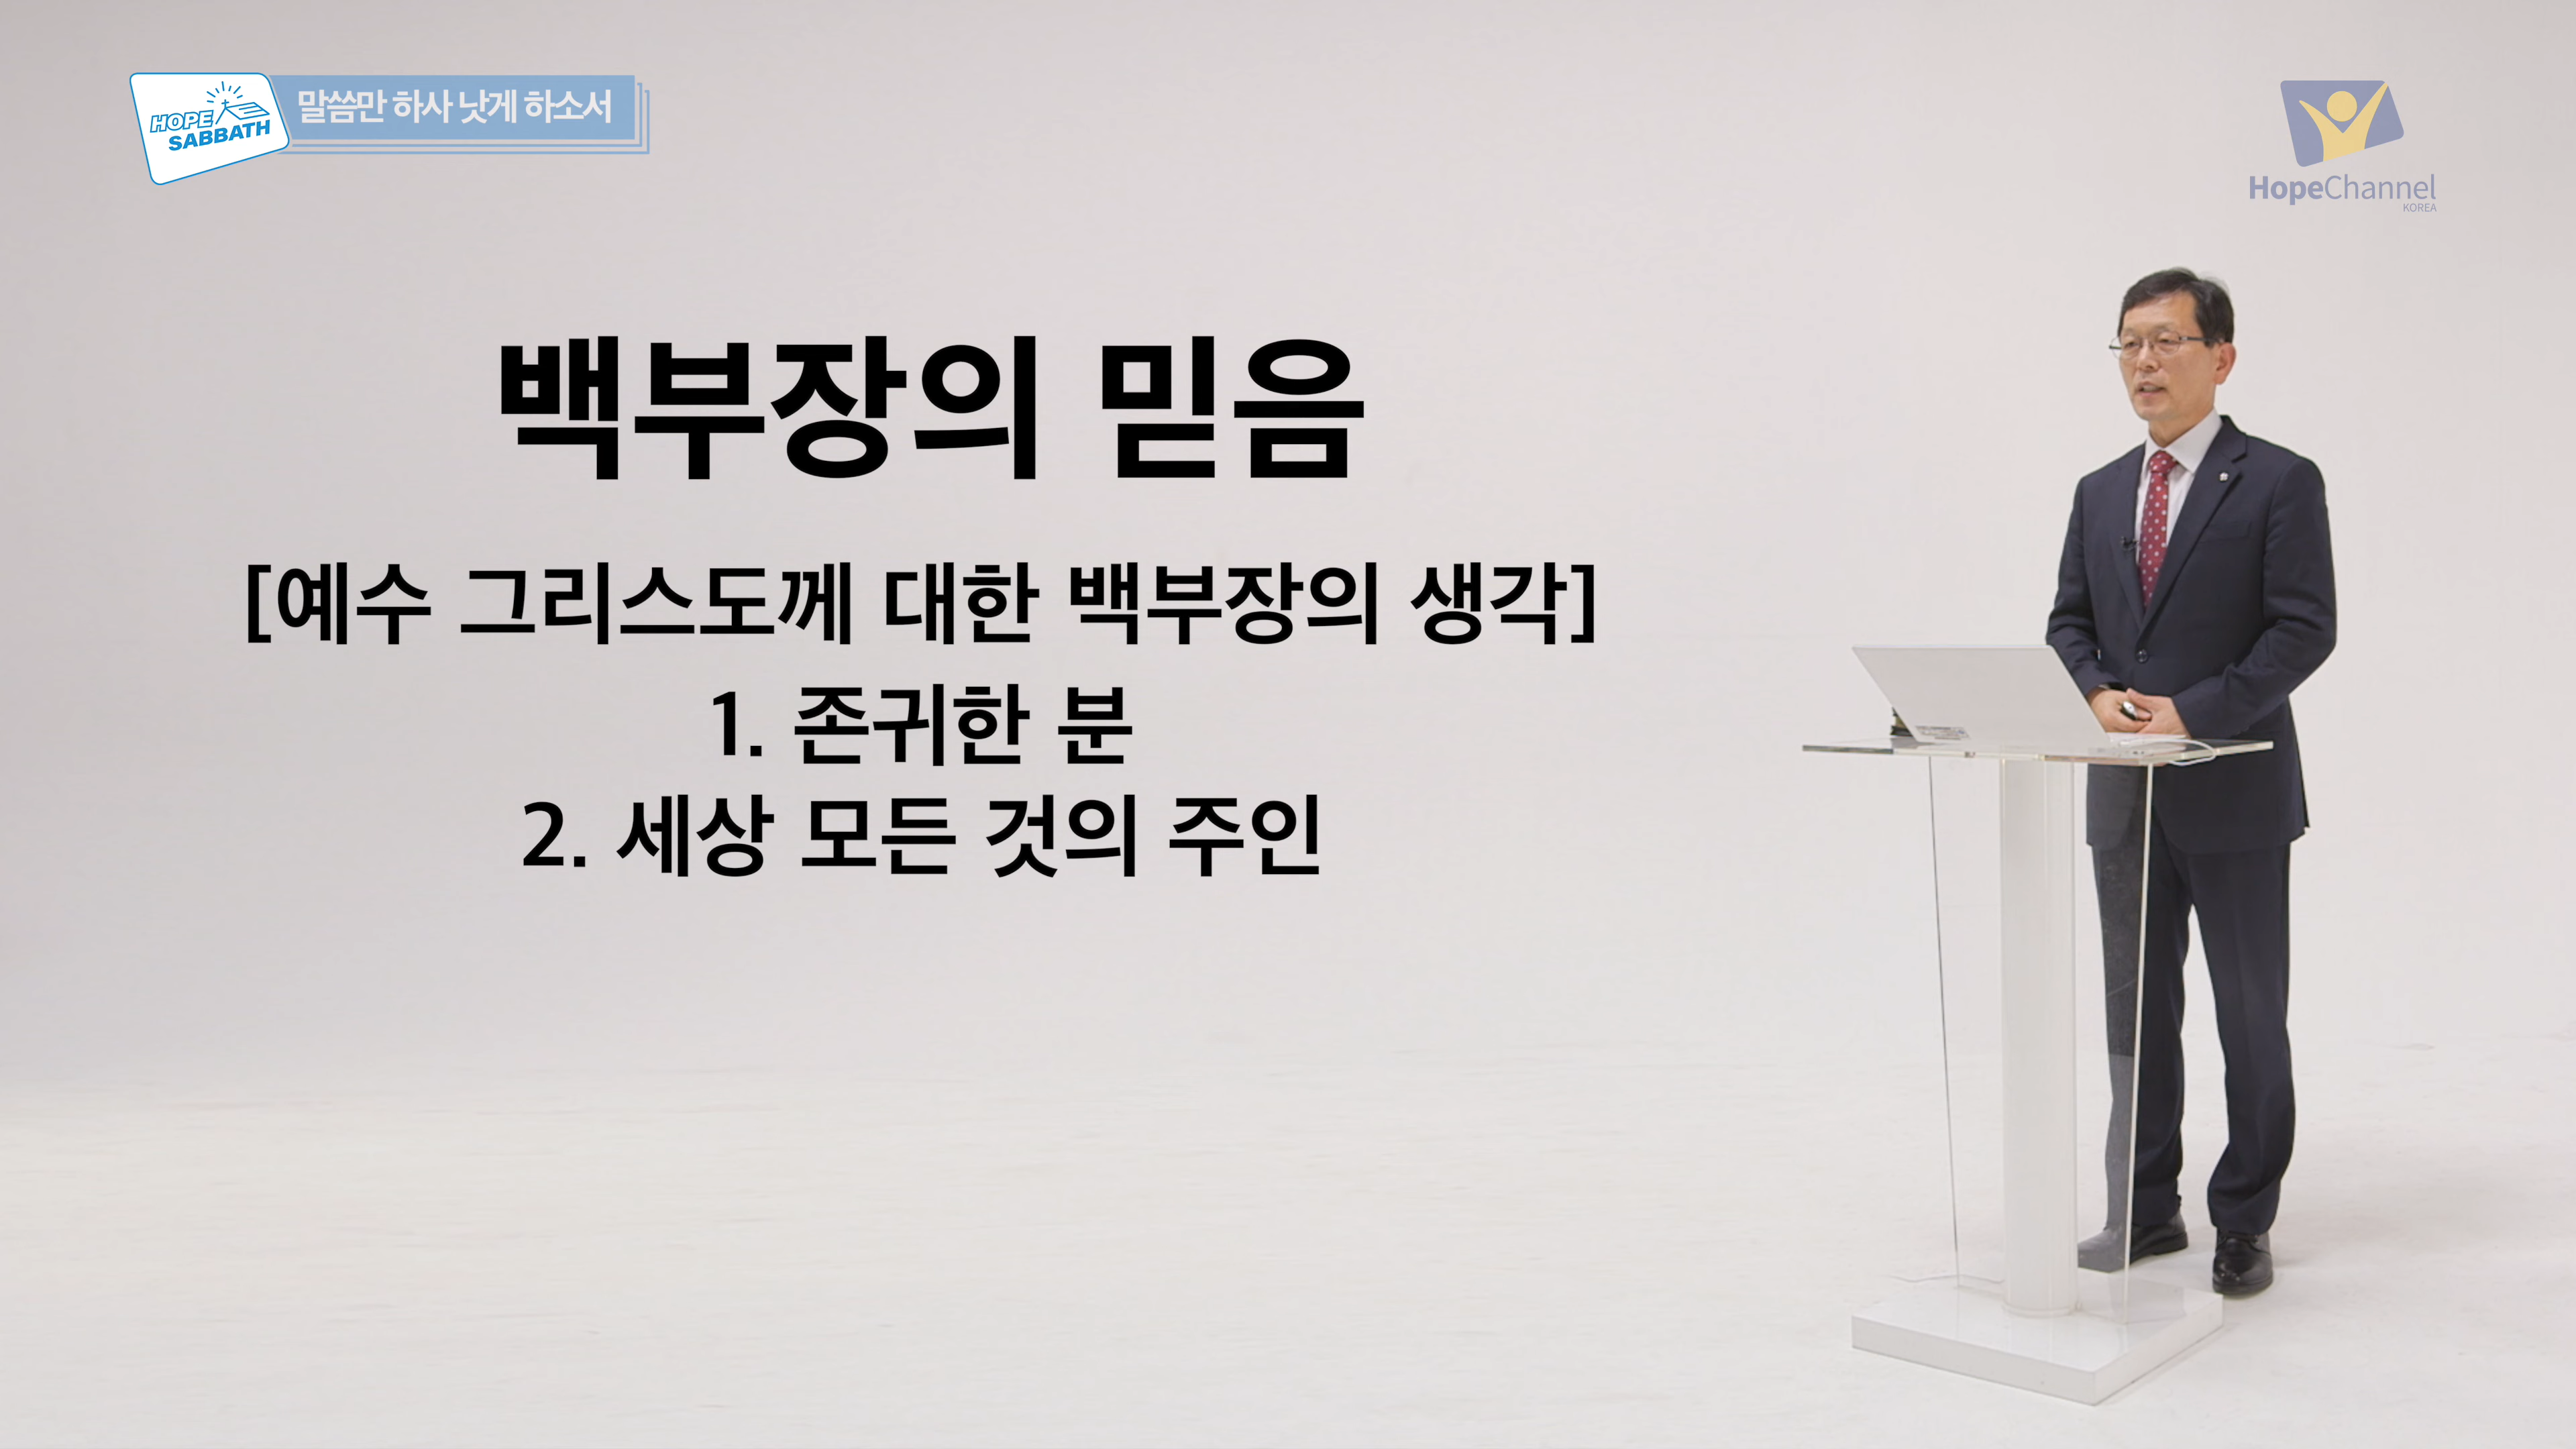 HOPE
SABBATH
말씀만 하사 낫게 하소서
HopeChannel
KOREA
백부장의 믿음
[예수 그리스도께 대한 백부장의 생각]
1. 존귀한 분
2. 세상 모든 것의 주인